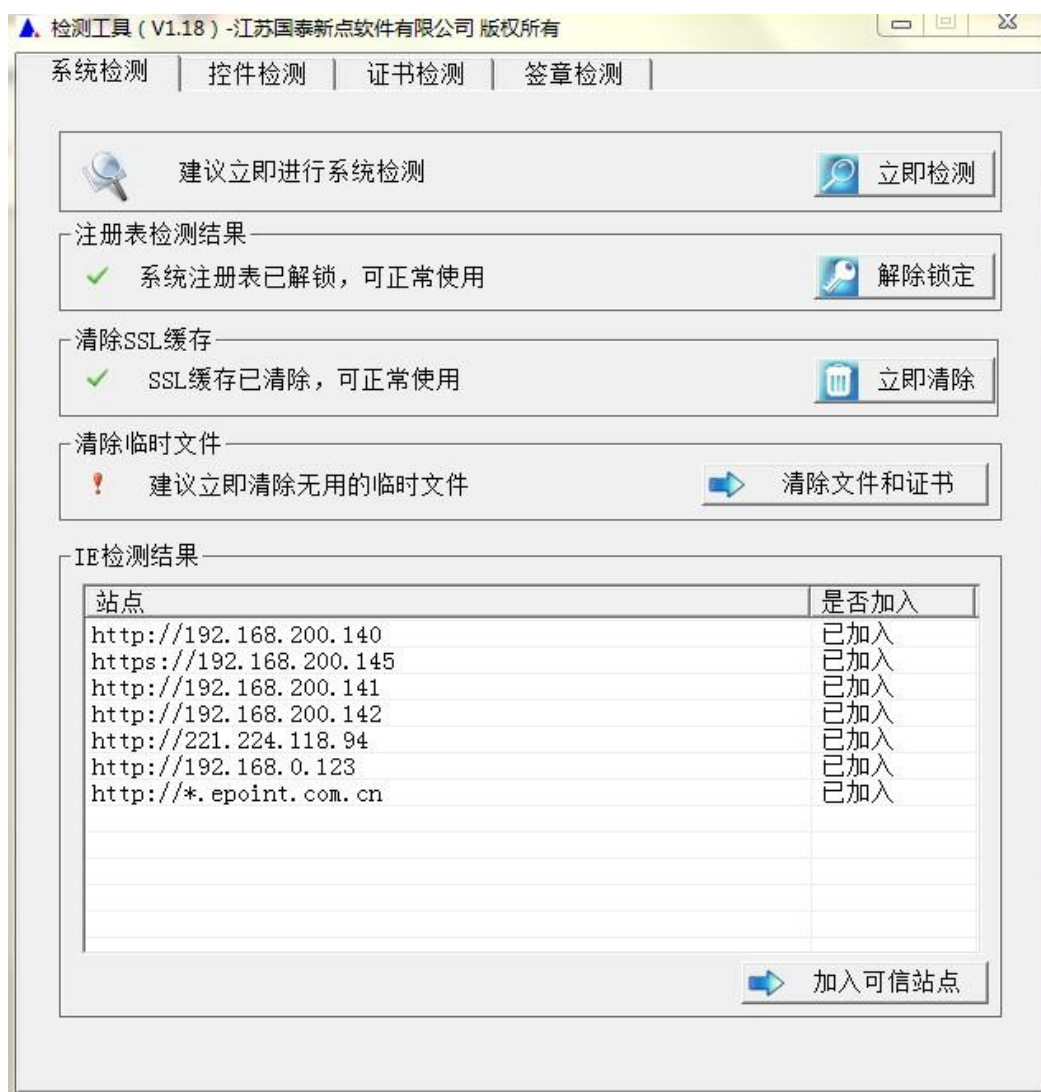 检测工具（V1.18）-江苏国泰新点软件有限公司 版权所有
系统检测 控件检测 证书检测 签章检测
建议立即进行系统检测 立即检测
注册表检测结果
系统注册表已解锁，可正常使用 解除锁定
清除SSL缓存
SSL缓存已清除，可正常使用 立即清除
清除临时文件
建议立即清除无用的临时文件 清除文件和证书
IE检测结果
站点 是否加入
http://192.168.200.140 已加入
https://192.168.200.145 已加入
http://192.168.200.141 已加入
http://192.168.200.142 已加入
http://221.224.118.94 已加入
http://192.168.0.123 已加入
http://*.epoint.com.cn 已加入
加入可信站点